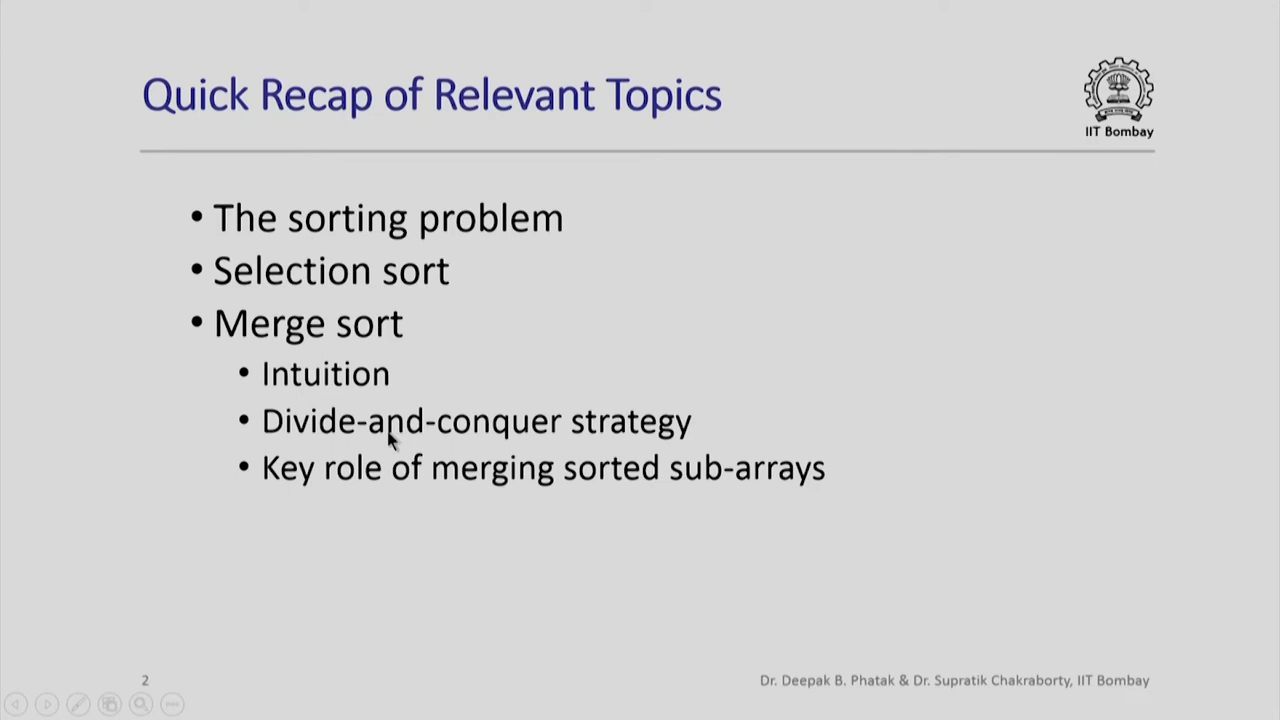 Quick Recap of Relevant Topics
IIT Bombay
• The sorting problem
• Selection sort
• Merge sort
• Intuition
• Divide-and-conquer strategy
• Key role of merging sorted sub-arrays
2
Dr. Deepak B. Phatak & Dr. Supratik Chakraborty, IIT Bombay